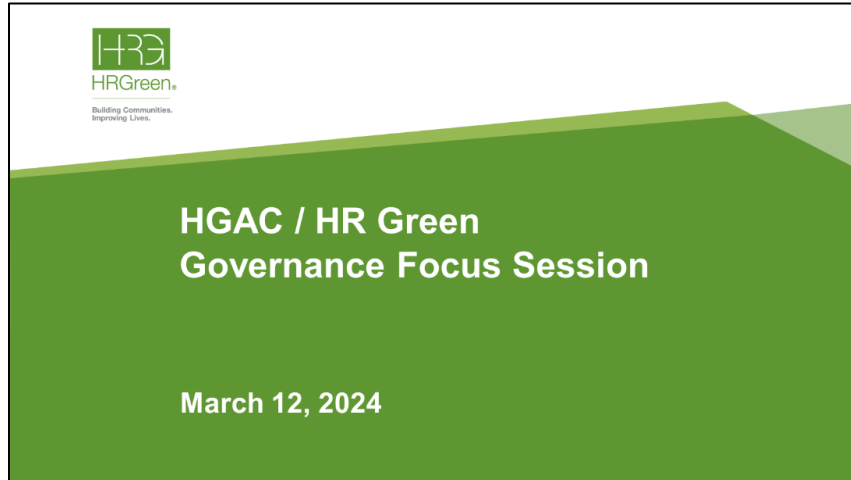 HRG
HRGreen®
Building Communities.
Improving Lives.
HGAC / HR Green
Governance Focus Session
March 12, 2024